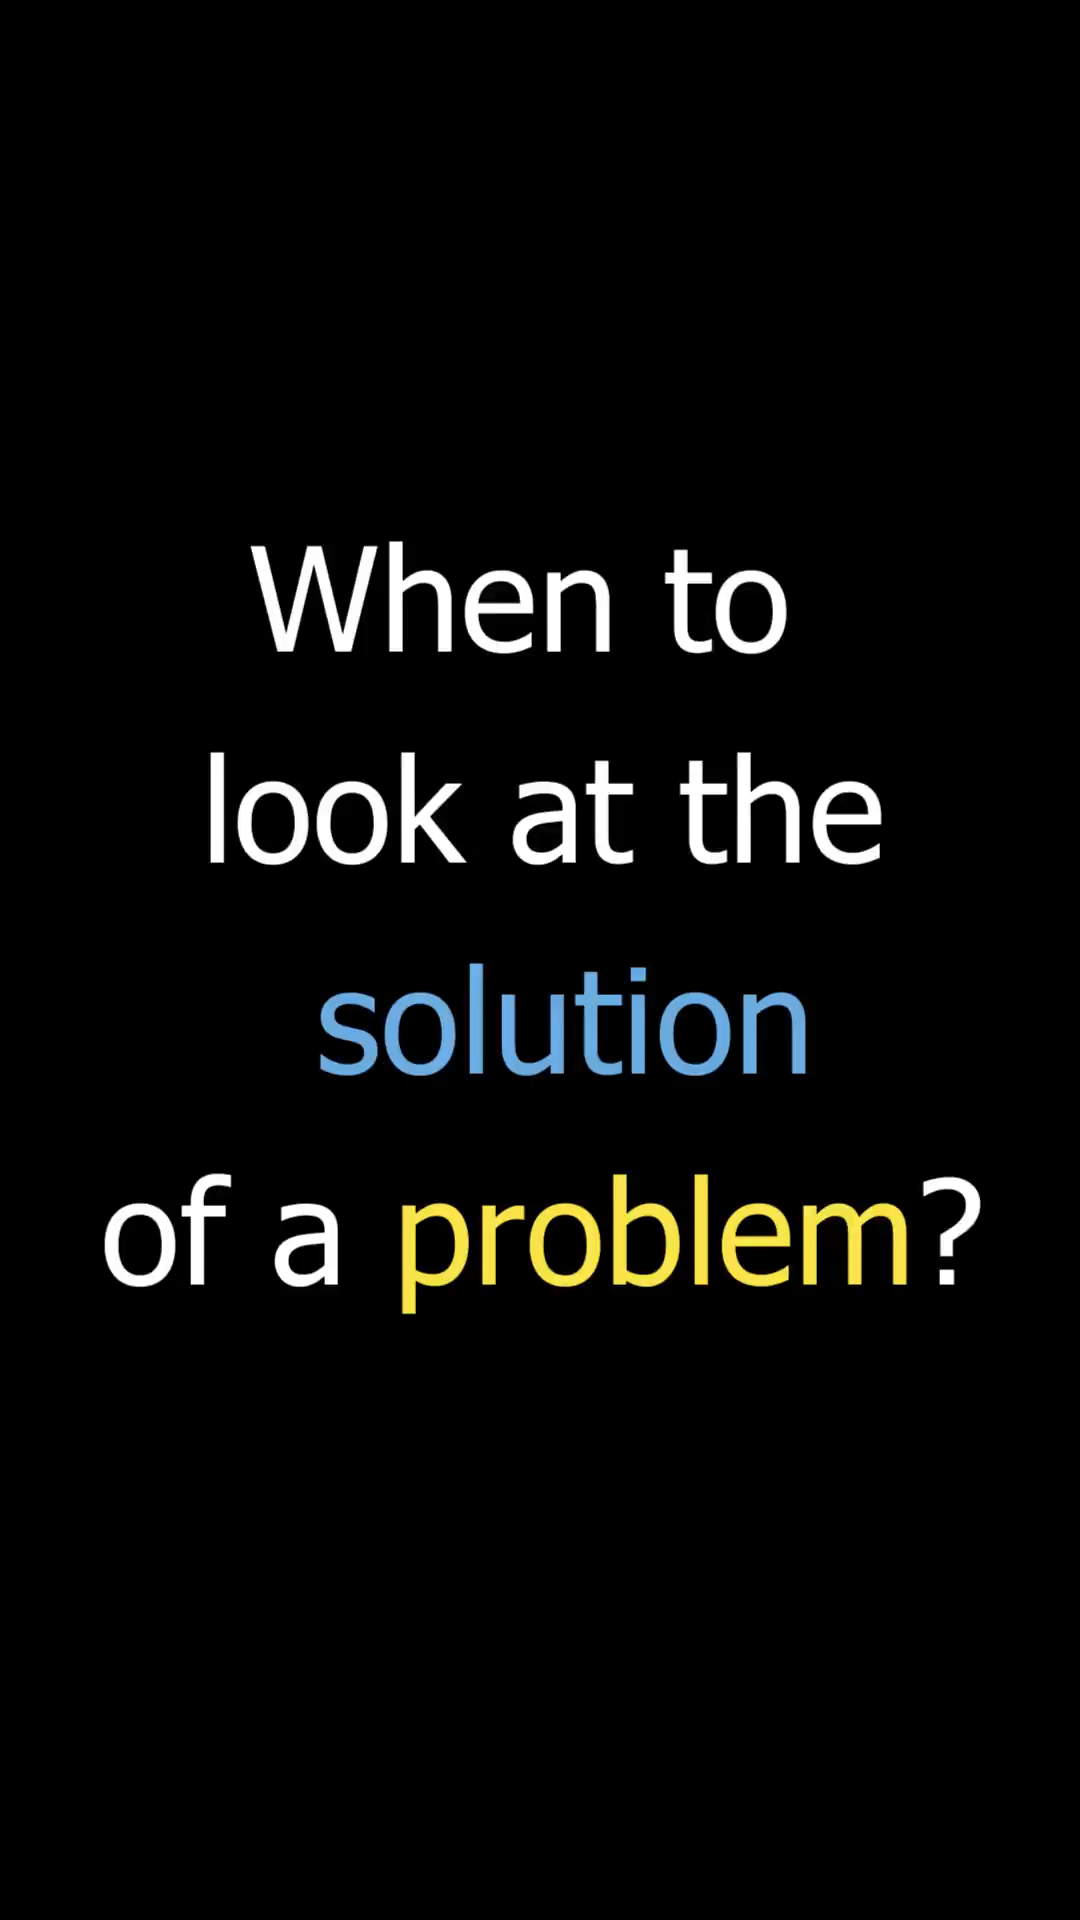 When to
look at the
solution
of a problem?